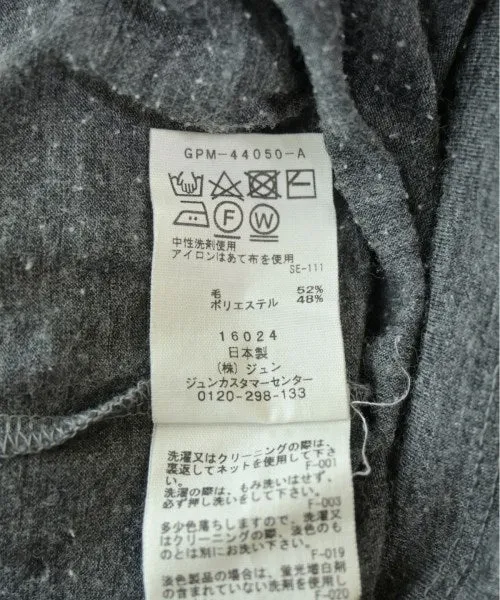 GPM-44050-A
F W
中性洗剤使用
アイロンはあて布を使用
SE-111
毛 52%
ポリエステル 48%
16024
日本製
(株)ジュン
ジュンカスタマーセンター
0120-298-133
洗濯又はクリーニングの際は、
裏返してネットを使用して下さい。
F-001
洗濯の際は、もみ洗いはせず、
必ず押し洗いをして下さい。
F-003
多少色落ちしますので、洗濯又
はクリーニングの際、淡色のも
のとは別にお洗い下さい。
F-019
淡色製品の場合は、蛍光増白剤
の含まれていない洗剤を使用し
F-020